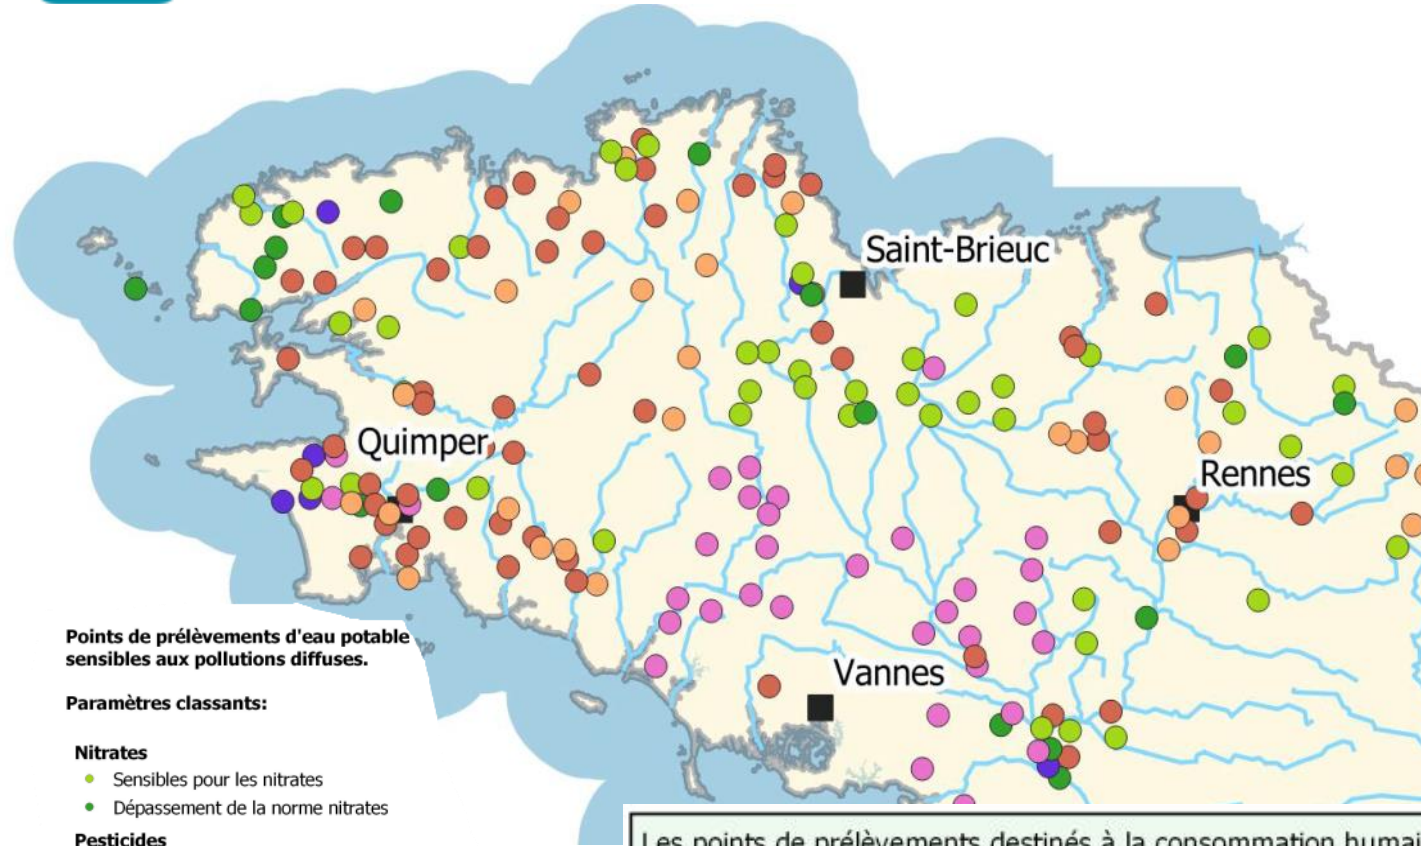 Saint-Brieuc
Quimper
Rennes
Vannes
Points de prélèvements d'eau potable
sensibles aux pollutions diffuses.
Paramètres classants:
Nitrates
Sensibles pour les nitrates
Dépassement de la norme nitrates
Pesticides
Les points de prélèvements destinés à la consommation humai